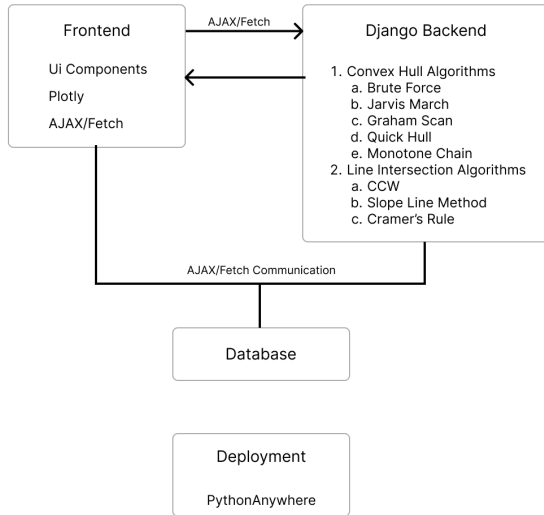 Frontend
Ui Components
Plotly
AJAX/Fetch
AJAX/Fetch
Django Backend
1. Convex Hull Algorithms
a. Brute Force
b. Jarvis March
c. Graham Scan
d. Quick Hull
e. Monotone Chain
2. Line Intersection Algorithms
a. CCW
b. Slope Line Method
c. Cramer's Rule
AJAX/Fetch Communication
Database
Deployment
PythonAnywhere